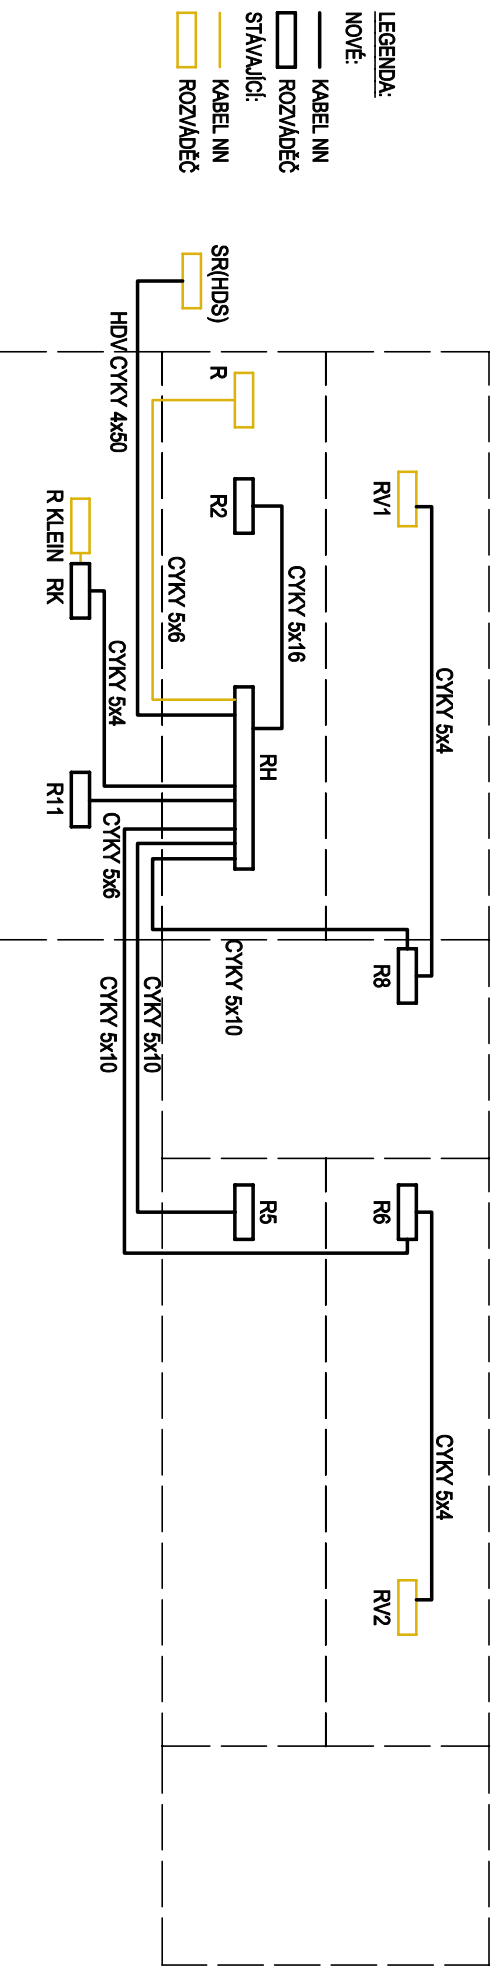 LEGENDA:
NOVÉ:
KABEL NN
ROZVÁDĚČ
STÁVAJÍCÍ:
KABEL NN
ROZVÁDĚČ
SR(HDS)
HDV CYKY 4x50
R
R2
RV1
CYKY 5x6
CYKY 5x16
CYKY 5x4
R KLEIN
RK
CYKY 5x4
RH
R11
CYKY 5x6
CYKY 5x10
CYKY 5x10
CYKY 5x10
R8
R5
R6
CYKY 5x4
RV2